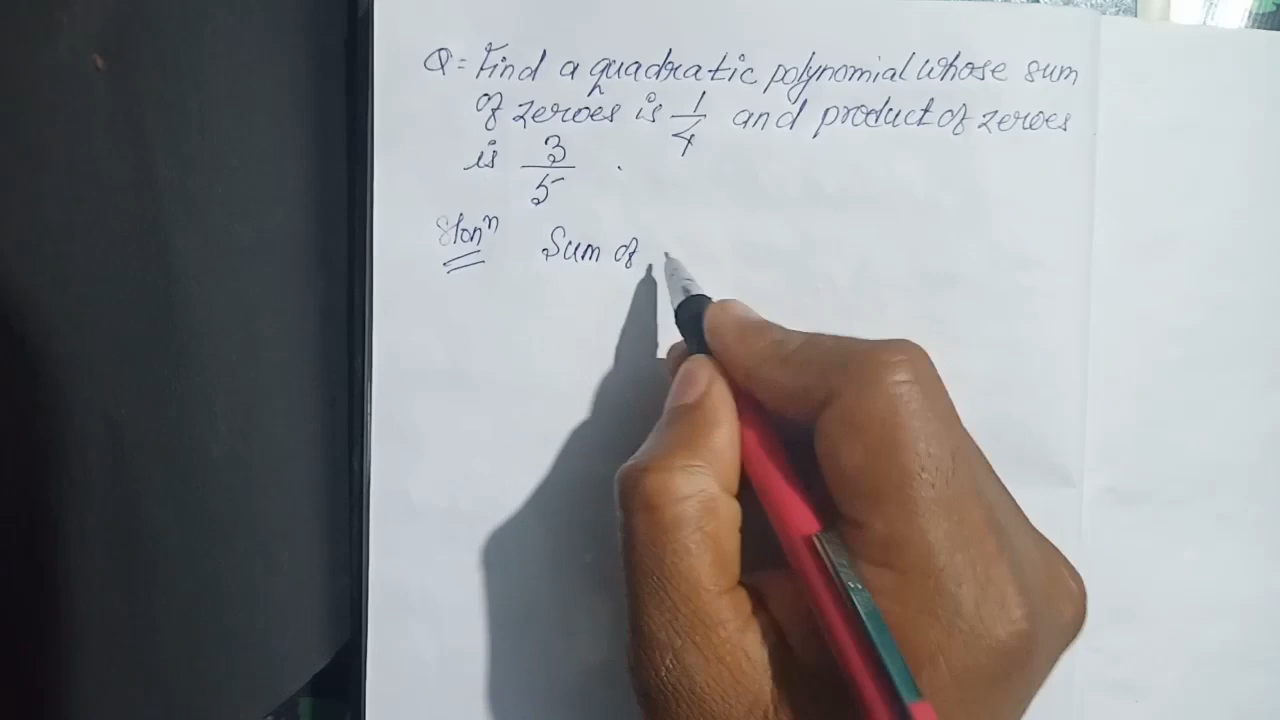 Q= Find a quadratic polynomial whose sum
of zeroes is 1/4 and product of zeroes
is 3/5 .
Slonⁿ Sum of